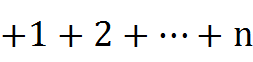 +1 + 2 + ⋯ + n